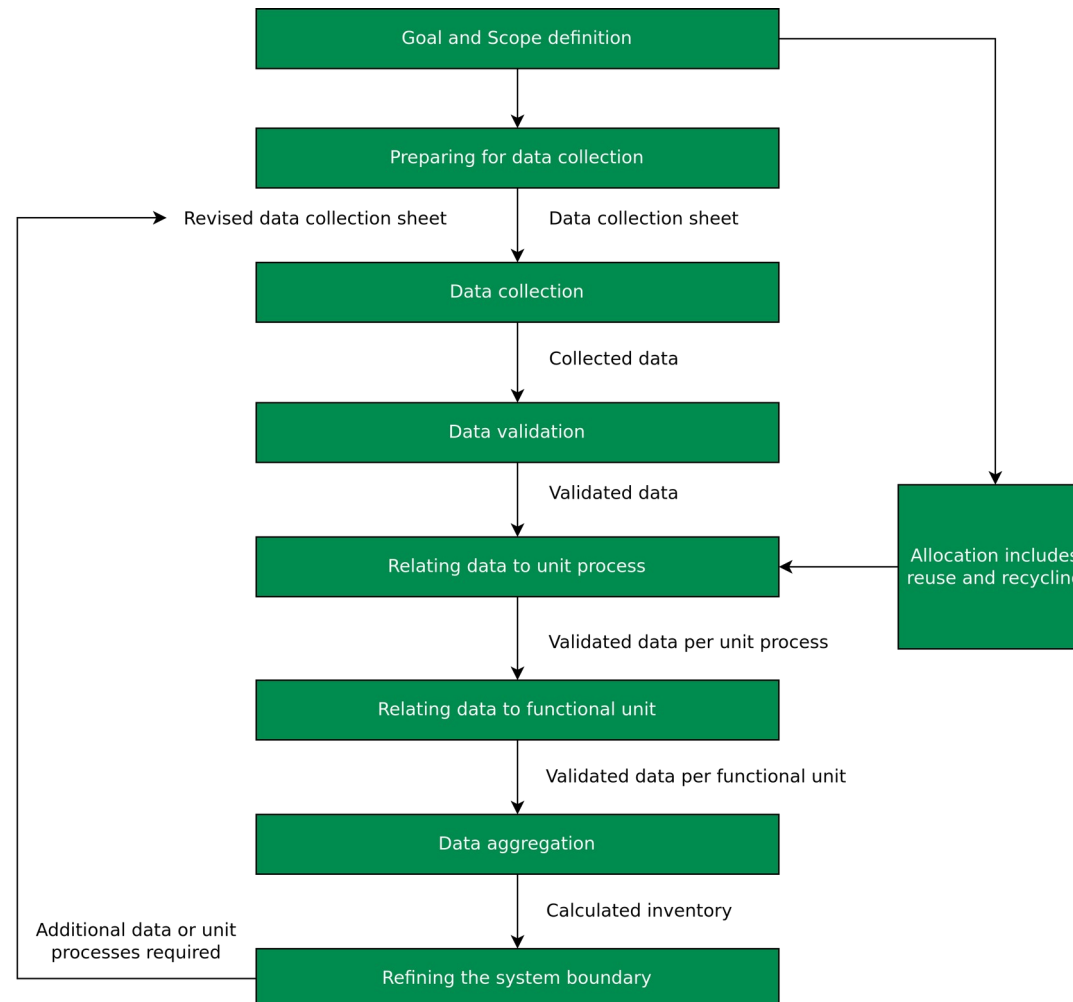 Goal and Scope definition
Preparing for data collection
Revised data collection sheet
Data collection sheet
Data collection
Collected data
Data validation
Validated data
Relating data to unit process
Allocation includes
reuse and recycling
Validated data per unit process
Relating data to functional unit
Validated data per functional unit
Data aggregation
Calculated inventory
Additional data or unit
processes required
Refining the system boundary